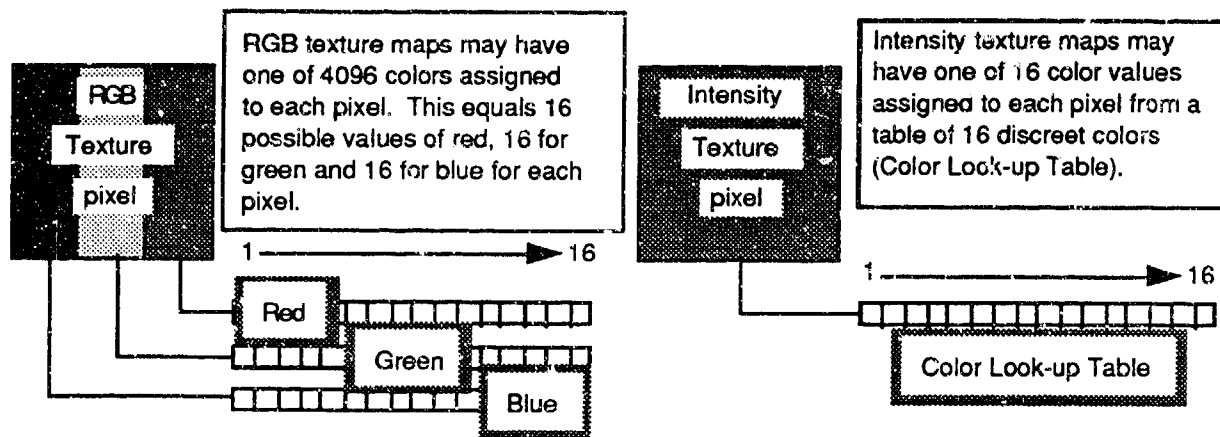 RGB
Texture
pixel
RGB texture maps may have
one of 4096 colors assigned
to each pixel. This equals 16
possible values of red, 16 for
green and 16 for blue for each
pixel.
1
16
Red
Green
Blue
Intensity
Texture
pixel
Intensity texture maps may
have one of 16 color values
assigned to each pixel from a
table of 16 discreet colors
(Color Look-up Table).
1
16
Color Look-up Table